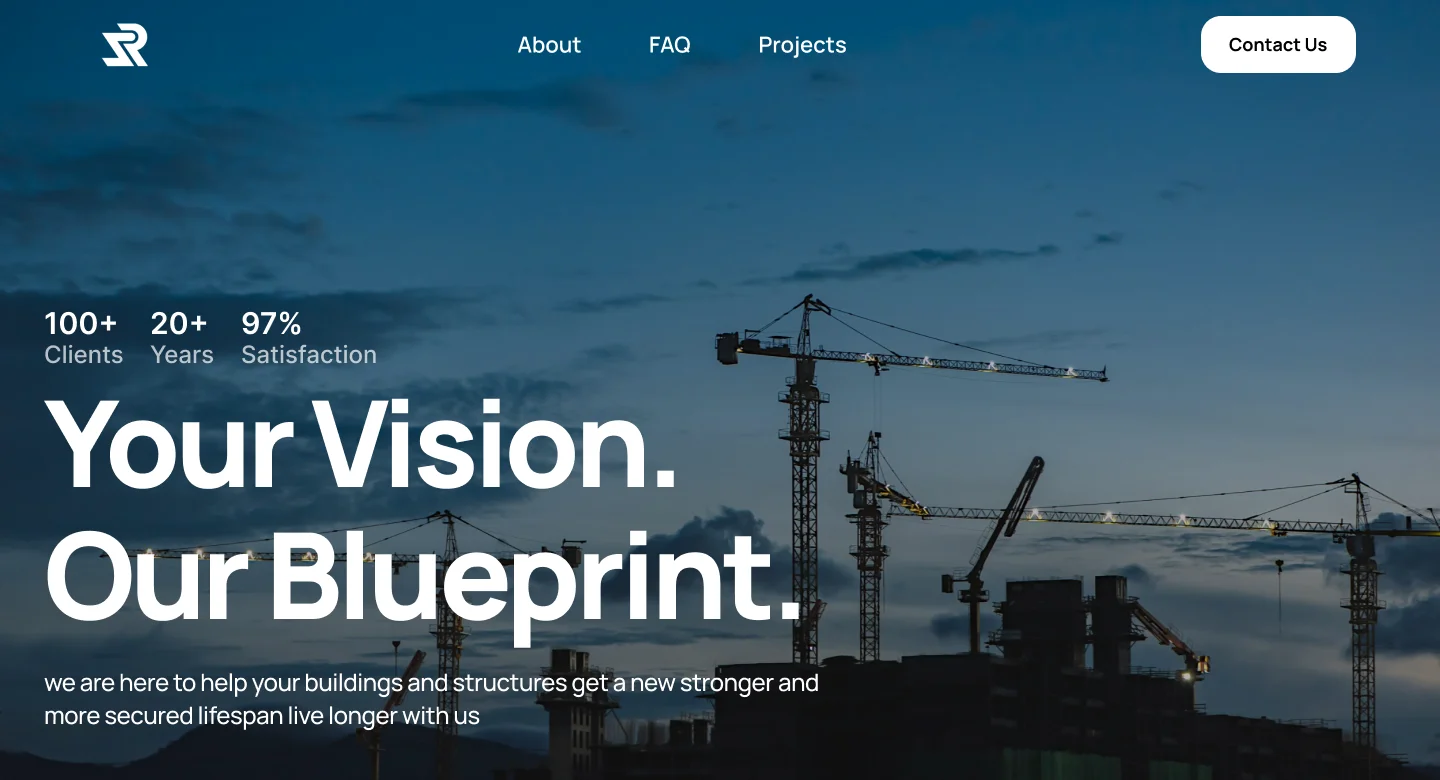 About FAQ Projects Contact Us
100+ 20+ 97%
Clients Years Satisfaction
Your Vision.
Our Blueprint.
we are here to help your buildings and structures get a new stronger and
more secured lifespan live longer with us